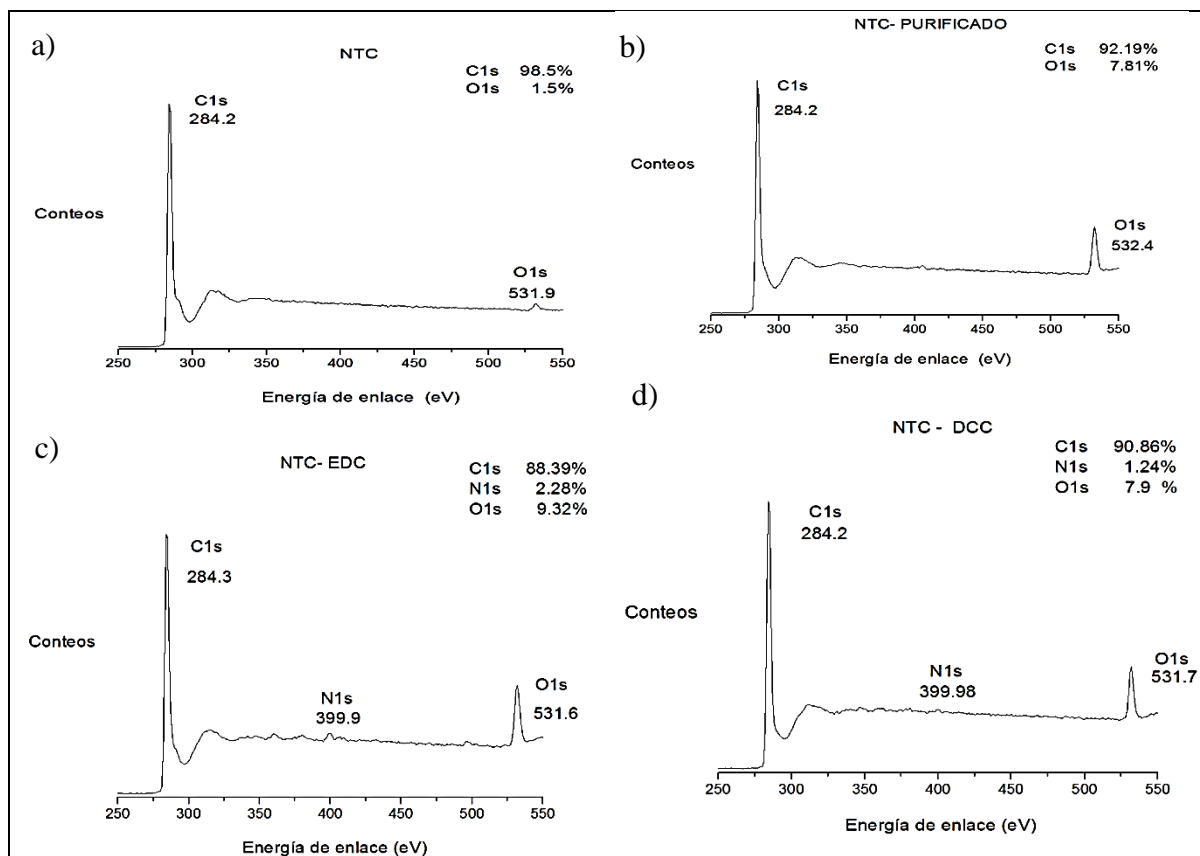 a)
NTC
C1s 98.5%
O1s 1.5%
C1s
284.2
Conteos
O1s
531.9
250 300 350 400 450 500 550
Energía de enlace (eV)
b)
NTC- PURIFICADO
C1s 92.19%
O1s 7.81%
C1s
284.2
Conteos
O1s
532.4
250 300 350 400 450 500 550
Energía de enlace (eV)
c)
NTC- EDC
C1s 88.39%
N1s 2.28%
O1s 9.32%
C1s
284.3
Conteos
N1s
399.9
O1s
531.6
250 300 350 400 450 500 550
Energía de enlace (eV)
d)
NTC - DCC
C1s 90.86%
N1s 1.24%
O1s 7.9 %
C1s
284.2
Conteos
N1s
399.98
O1s
531.7
250 300 350 400 450 500 550
Energía de enlace (eV)